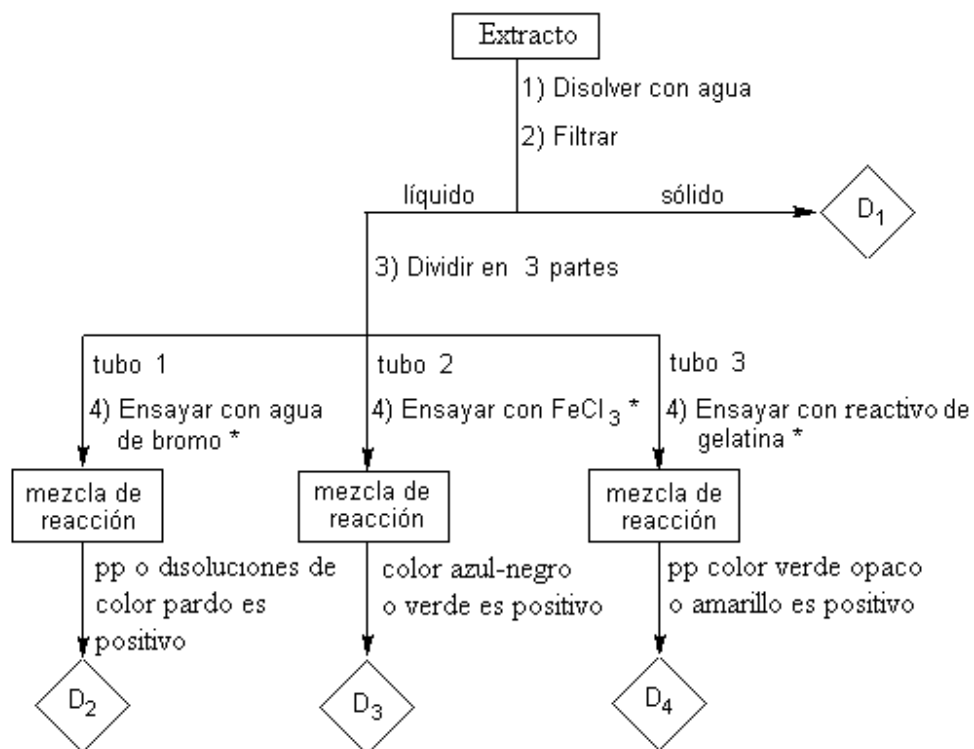 Extracto
1) Disolver con agua
2) Filtrar
líquido
sólido
D1
3) Dividir en 3 partes
tubo 1
4) Ensayar con agua
de bromo *
mezcla de
reacción
pp o disoluciones de
color pardo es
positivo
D2
tubo 2
4) Ensayar con FeCl3 *
mezcla de
reacción
color azul-negro
o verde es positivo
D3
tubo 3
4) Ensayar con reactivo de
gelatina *
mezcla de
reacción
pp color verde opaco
o amarillo es positivo
D4